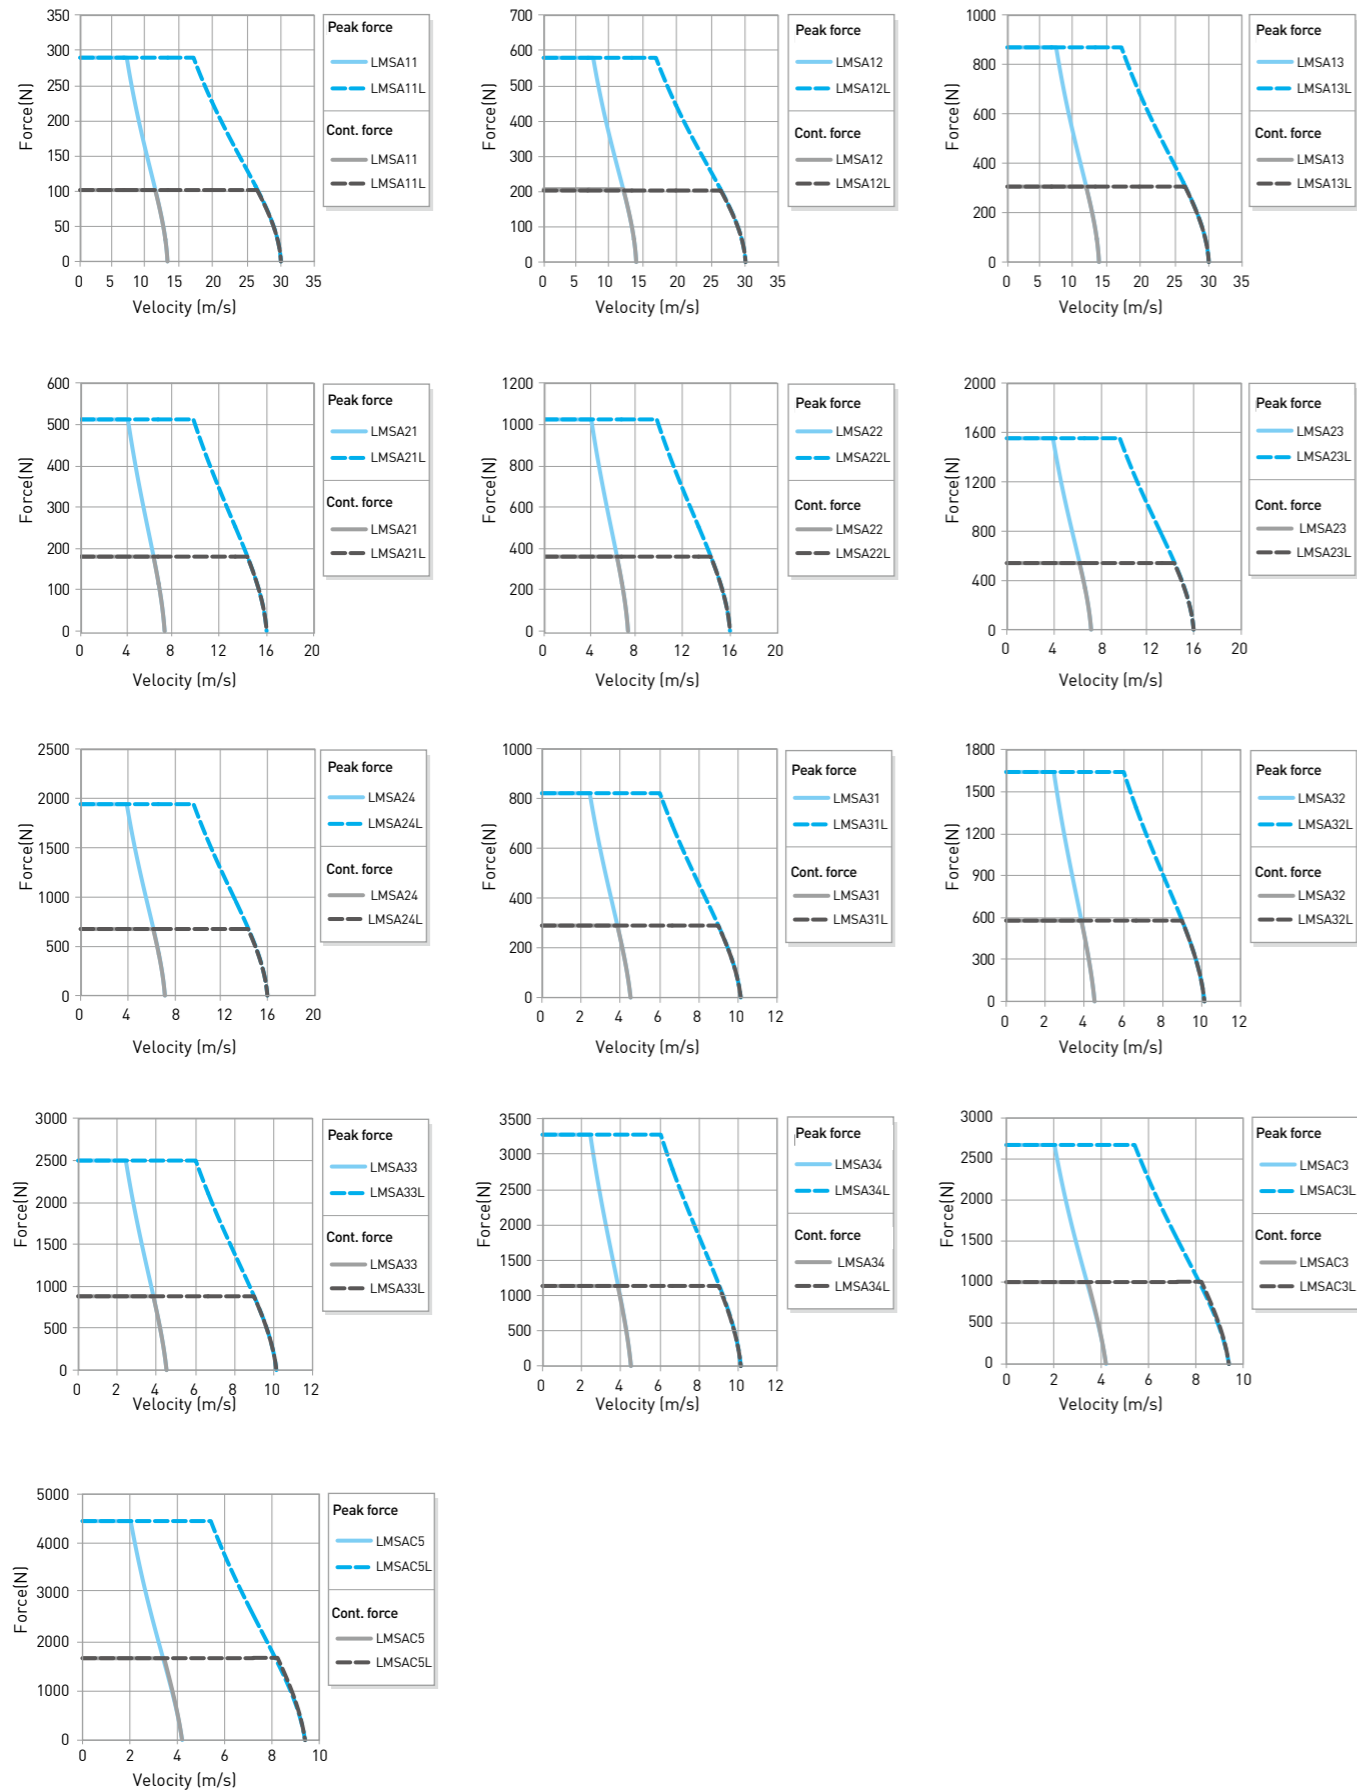 350
300
250
200
150
100
50
0
Force(N)
0 5 10 15 20 25 30 35
Velocity (m/s)
Peak force
LMSA11
LMSA11L
Cont. force
LMSA11
LMSA11L
700
600
500
400
300
200
100
0
Force(N)
0 5 10 15 20 25 30 35
Velocity (m/s)
Peak force
LMSA12
LMSA12L
Cont. force
LMSA12
LMSA12L
1000
800
600
400
200
0
Force(N)
0 5 10 15 20 25 30 35
Velocity (m/s)
Peak force
LMSA13
LMSA13L
Cont. force
LMSA13
LMSA13L
600
500
400
300
200
100
0
Force(N)
0 4 8 12 16 20
Velocity (m/s)
Peak force
LMSA21
LMSA21L
Cont. force
LMSA21
LMSA21L
1200
1000
800
600
400
200
0
Force(N)
0 4 8 12 16 20
Velocity (m/s)
Peak force
LMSA22
LMSA22L
Cont. force
LMSA22
LMSA22L
2000
1600
1200
800
400
0
Force(N)
0 4 8 12 16 20
Velocity (m/s)
Peak force
LMSA23
LMSA23L
Cont. force
LMSA23
LMSA23L
2500
2000
1500
1000
500
0
Force(N)
0 4 8 12 16 20
Velocity (m/s)
Peak force
LMSA24
LMSA24L
Cont. force
LMSA24
LMSA24L
1000
800
600
400
200
0
Force(N)
0 2 4 6 8 10 12
Velocity (m/s)
Peak force
LMSA31
LMSA31L
Cont. force
LMSA31
LMSA31L
1800
1500
1200
900
600
300
0
Force(N)
0 2 4 6 8 10 12
Velocity (m/s)
Peak force
LMSA32
LMSA32L
Cont. force
LMSA32
LMSA32L
3000
2500
2000
1500
1000
500
0
Force(N)
0 2 4 6 8 10 12
Velocity (m/s)
Peak force
LMSA33
LMSA33L
Cont. force
LMSA33
LMSA33L
3500
3000
2500
2000
1500
1000
500
0
Force(N)
0 2 4 6 8 10 12
Velocity (m/s)
Peak force
LMSA34
LMSA34L
Cont. force
LMSA34
LMSA34L
3000
2500
2000
1500
1000
500
0
Force(N)
0 2 4 6 8 10
Velocity (m/s)
Peak force
LMSAC3
LMSAC3L
Cont. force
LMSAC3
LMSAC3L
5000
4000
3000
2000
1000
0
Force(N)
0 2 4 6 8 10
Velocity (m/s)
Peak force
LMSAC5
LMSAC5L
Cont. force
LMSAC5
LMSAC5L